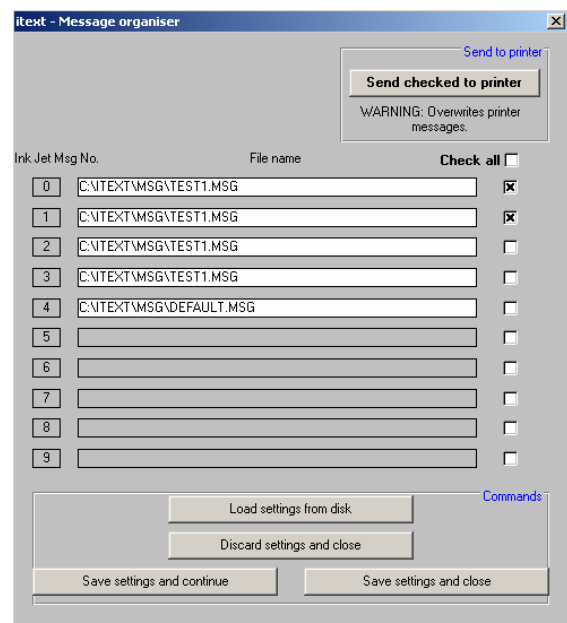 itext - Message organiser
Send to printer
Send checked to printer
WARNING: Overwrites printer
messages.
Ink Jet Msg No. File name Check all
0 C:\ITEXT\MSG\TEST1.MSG
1 C:\ITEXT\MSG\TEST1.MSG
2 C:\ITEXT\MSG\TEST1.MSG
3 C:\ITEXT\MSG\TEST1.MSG
4 C:\ITEXT\MSG\DEFAULT.MSG
5
6
7
8
9
Commands
Load settings from disk
Discard settings and close
Save settings and continue Save settings and close